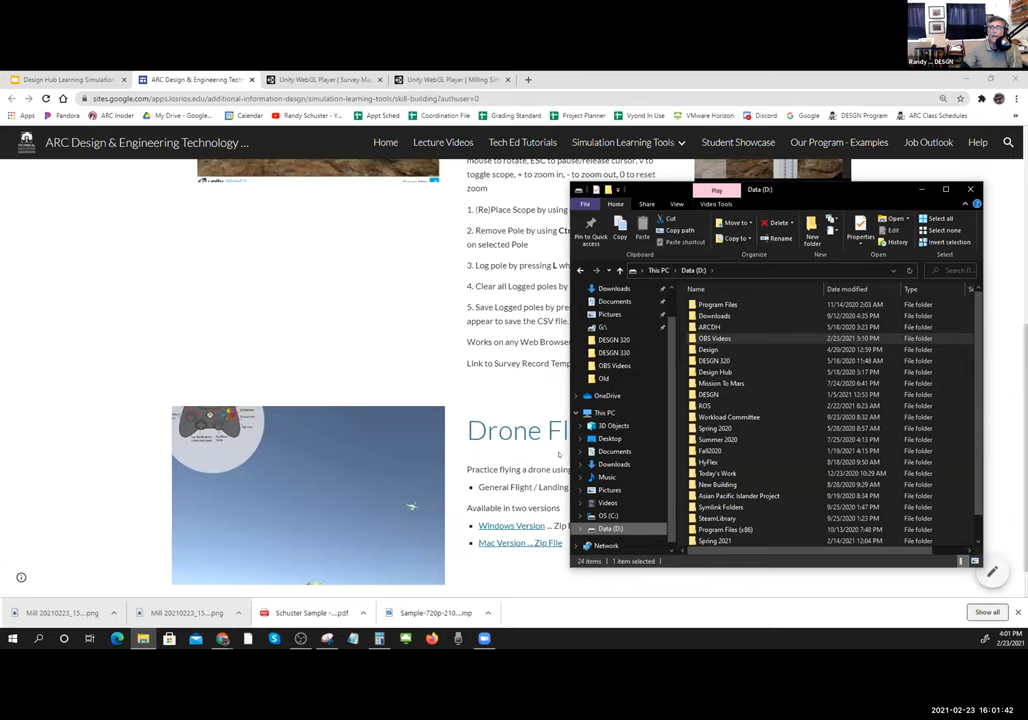 Randy ... DESGN
Design Hub Learning Simulation
ARC Design & Engineering Tech
Unity WebGL Player | Survey Ma
Unity WebGL Player | Milling Sim
sites.google.com/apps.losrios.edu/additional-information-desgn/simulation-learning-tools/skill-building?authuser=0
Apps
Pandora
ARC Insider
My Drive - Google...
Calendar
Randy Schuster - Y...
Appt Sched
Coordination File
Grading Standard
Project Planner
Vyond In Use
VMware Horizon
Discord
Google
DESGN Program
ARC Class Schedules
ARC Design & Engineering Technology ...
Home
Lecture Videos
Tech Ed Tutorials
Simulation Learning Tools
Student Showcase
Our Program - Examples
Job Outlook
Help
mouse to rotate, ESC to pause/release cursor, v to
toggle scope, + to zoom in, - to zoom out, 0 to reset
zoom
1. (Re)Place Scope by using
2. Remove Pole by using Ct
on selected Pole
3. Log pole by pressing L wh
4. Clear all Logged poles by
5. Save Logged poles by pres
appear to save the CSV file.
Works on any Web Browse
Link to Survey Record Temp
Drone Fl
Practice flying a drone using
General Flight / Landing
Available in two versions
Windows Version ... Zip
Mac Version ... Zip File
Play
Data (D:)
File
Home
Share
View
Video Tools
Pin to Quick
access
Copy
Paste
Cut
Copy path
Paste shortcut
Clipboard
Move to
Copy to
Delete
Rename
Organize
New
folder
New
Properties
Open
Edit
History
Open
Select all
Select none
Invert selection
Select
This PC
Data (D:)
Search D...
Downloads
Documents
Pictures
G:\
DESGN 320
DESGN 330
OBS Videos
Old
OneDrive
This PC
3D Objects
Desktop
Documents
Downloads
Music
Pictures
Videos
OS (C:)
Data (D:)
Network
Name
Date modified
Type
Si
Program Files 11/14/2020 2:03 AM File folder
Downloads 9/12/2020 4:35 PM File folder
ARCDH 5/18/2020 3:23 PM File folder
OBS Videos 2/23/2021 3:10 PM File folder
Design 4/20/2020 12:59 PM File folder
DESGN 320 5/18/2020 11:48 AM File folder
Design Hub 5/18/2020 3:17 PM File folder
Mission To Mars 7/24/2020 6:41 PM File folder
DESGN 1/5/2021 12:53 PM File folder
ROS 2/22/2021 8:23 AM File folder
Workload Committee 9/23/2020 8:32 AM File folder
Spring 2020 5/28/2020 8:57 AM File folder
Summer 2020 7/25/2020 4:13 PM File folder
Fall2020 1/19/2021 4:15 PM File folder
HyFlex 8/18/2020 9:50 AM File folder
Today's Work 12/23/2020 10:29 AM File folder
New Building 8/28/2020 9:29 AM File folder
Asian Pacific Islander Project 9/19/2020 8:34 PM File folder
Symlink Folders 9/25/2020 1:47 PM File folder
SteamLibrary 9/25/2020 1:54 PM File folder
Program Files (x86) 10/13/2020 7:48 PM File folder
Spring 2021 2/14/2021 12:04 PM File folder
24 items
1 item selected
Mill 20210223_15....png
Mill 20210223_15....png
Schuster Sample -....pdf
Sample-720p-210....mp
Show all
4:01 PM
2/23/2021
2021-02-23 16:01:42